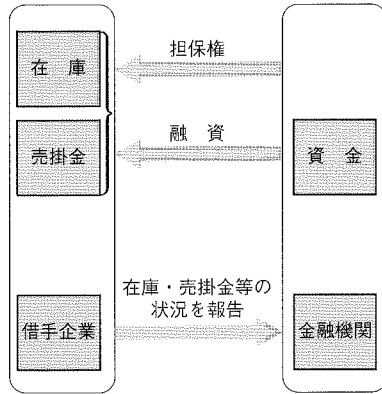 在 庫
担保権
売掛金
融 資
資 金
在庫・売掛金等の
状況を報告
借手企業
金融機関